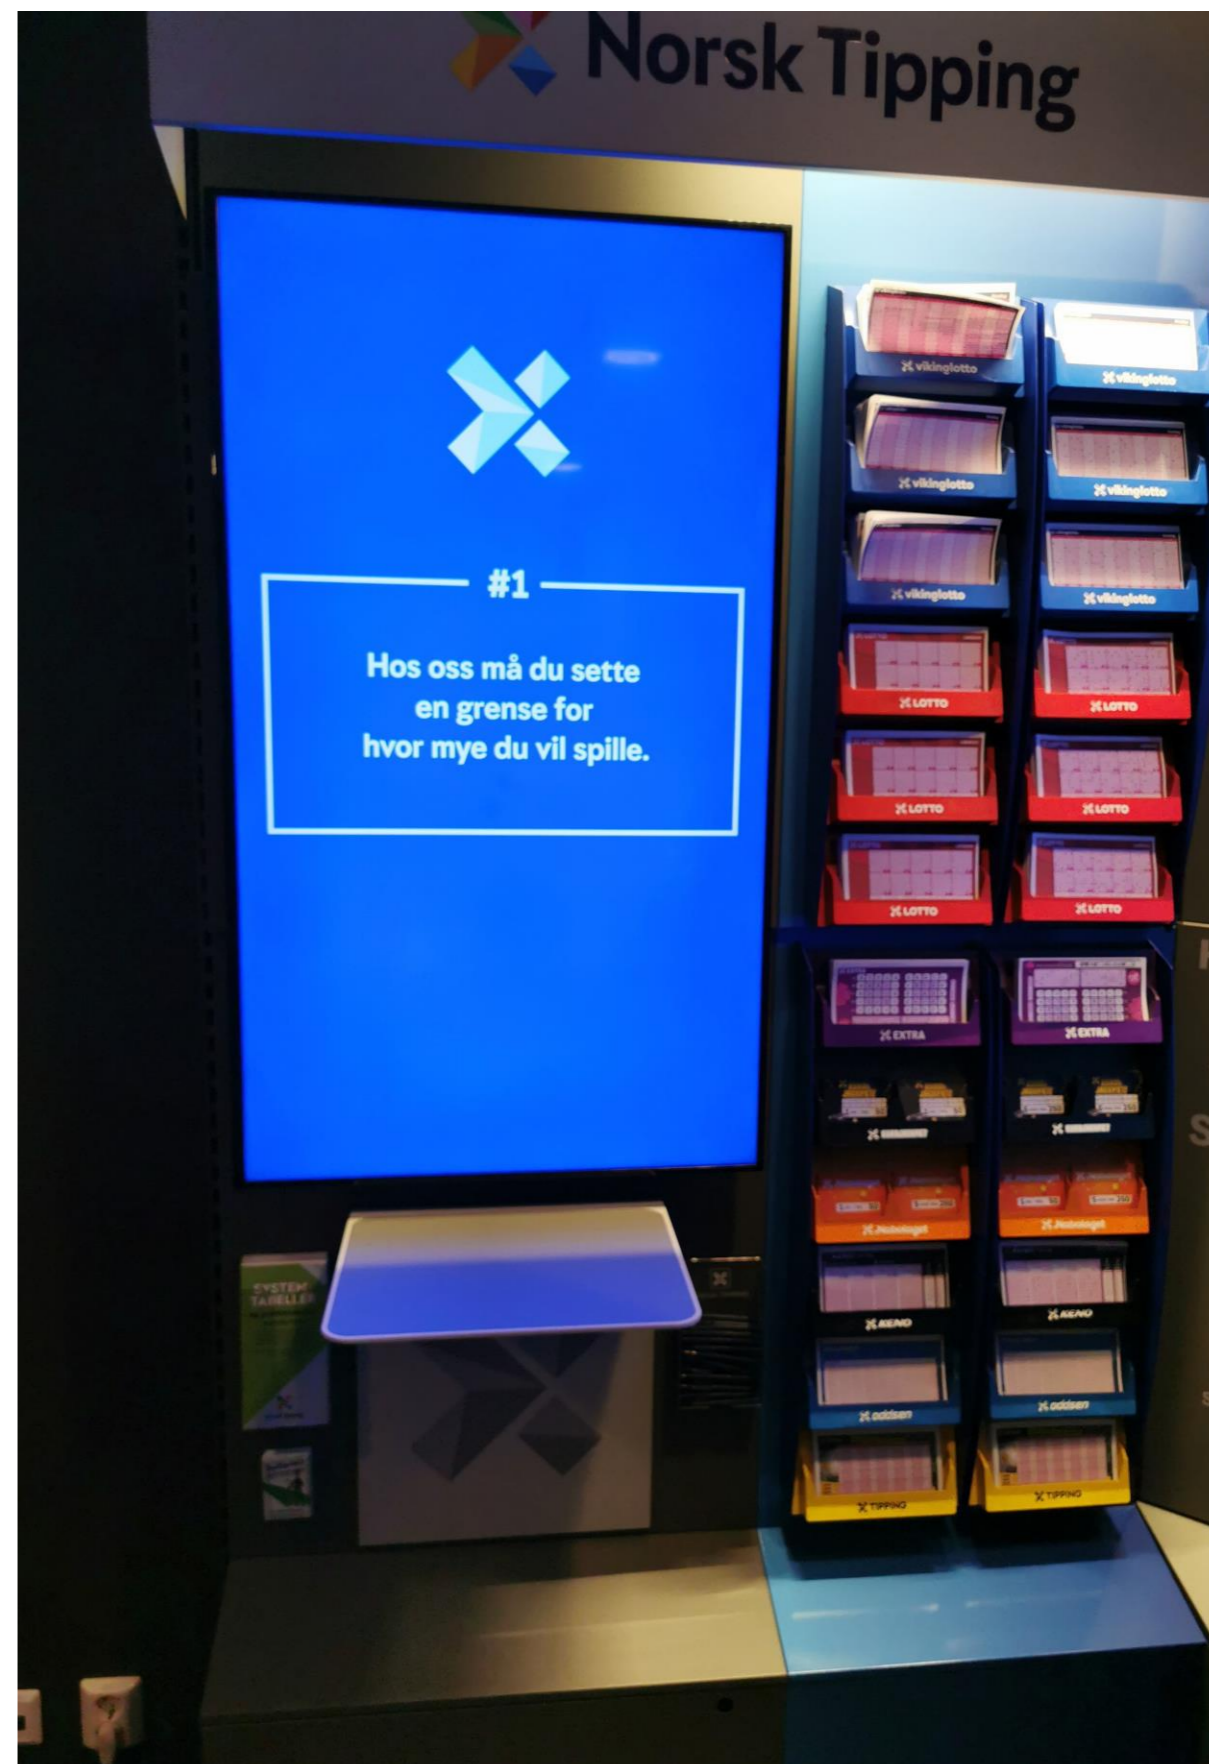 Norsk Tipping
#1
Hos oss må du sette
en grense for
hvor mye du vil spille.
vikinglotto
vikinglotto
vikinglotto
vikinglotto
vikinglotto
vikinglotto
LOTTO
LOTTO
LOTTO
LOTTO
LOTTO
LOTTO
EXTRA
EXTRA
Nabolaget
Nabolaget
KENO
KENO
oddsen
oddsen
TIPPING
TIPPING
SYSTEM
TABELLER